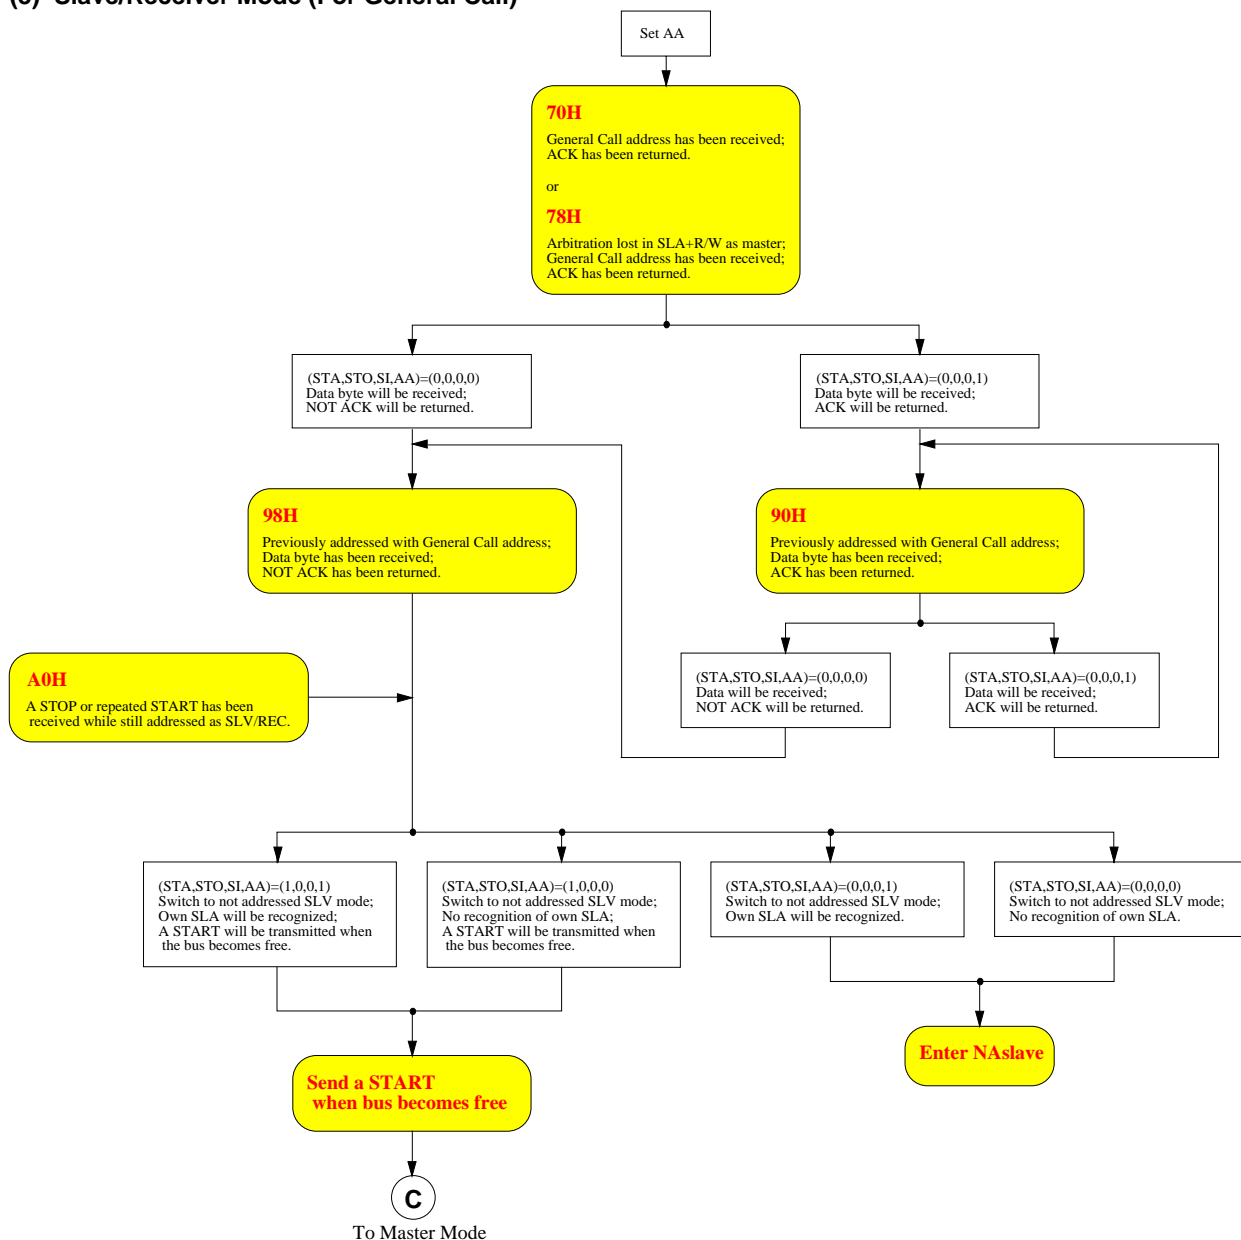 Set AA
70H
General Call address has been received;
ACK has been returned.
or
78H
Arbitration lost in SLA+R/W as master;
General Call address has been received;
ACK has been returned.
(STA,STO,SI,AA)=(0,0,0,0)
Data byte will be received;
NOT ACK will be returned.
(STA,STO,SI,AA)=(0,0,0,1)
Data byte will be received;
ACK will be returned.
98H
Previously addressed with General Call address;
Data byte has been received;
NOT ACK has been returned.
90H
Previously addressed with General Call address;
Data byte has been received;
ACK has been returned.
A0H
A STOP or repeated START has been
received while still addressed as SLV/REC.
(STA,STO,SI,AA)=(0,0,0,0)
Data will be received;
NOT ACK will be returned.
(STA,STO,SI,AA)=(0,0,0,1)
Data will be received;
ACK will be returned.
(STA,STO,SI,AA)=(1,0,0,1)
Switch to not addressed SLV mode;
Own SLA will be recognized;
A START will be transmitted when
the bus becomes free.
(STA,STO,SI,AA)=(1,0,0,0)
Switch to not addressed SLV mode;
No recognition of own SLA;
A START will be transmitted when
the bus becomes free.
(STA,STO,SI,AA)=(0,0,0,1)
Switch to not addressed SLV mode;
Own SLA will be recognized.
(STA,STO,SI,AA)=(0,0,0,0)
Switch to not addressed SLV mode;
No recognition of own SLA.
Send a START
when bus becomes free
Enter NAslave
C
To Master Mode